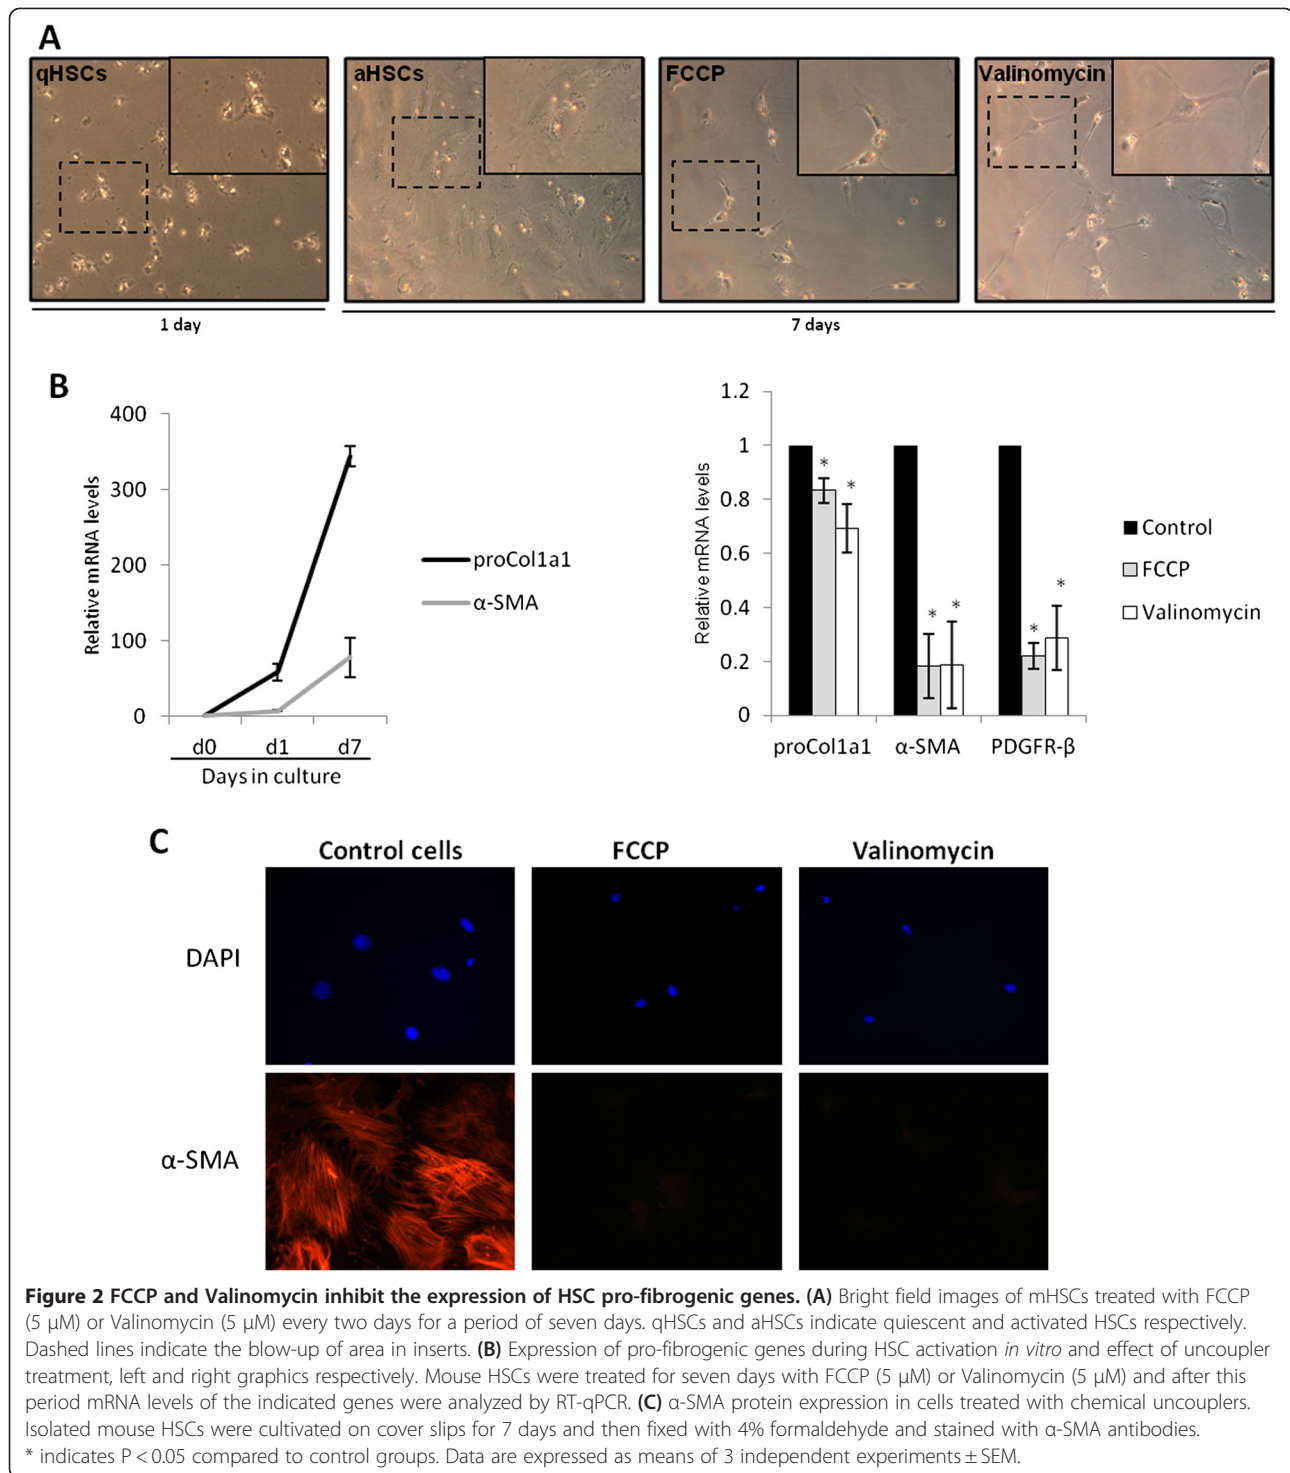 A
qHSCs aHSCs FCCP Valinomycin
1 day 7 days
B
400
300
200
100
0
Relative mRNA levels
d0 d1 d7
Days in culture
proCol1a1
α-SMA
1.2
1
0.8
0.6
0.4
0.2
0
Relative mRNA levels
* *
* *
* *
proCol1a1 α-SMA PDGFR-β
Control
FCCP
Valinomycin
C
Control cells FCCP Valinomycin
DAPI
α-SMA
Figure 2 FCCP and Valinomycin inhibit the expression of HSC pro-fibrogenic genes. (A) Bright field images of mHSCs treated with FCCP
(5 μM) or Valinomycin (5 μM) every two days for a period of seven days. qHSCs and aHSCs indicate quiescent and activated HSCs respectively.
Dashed lines indicate the blow-up of area in inserts. (B) Expression of pro-fibrogenic genes during HSC activation in vitro and effect of uncoupler
treatment, left and right graphics respectively. Mouse HSCs were treated for seven days with FCCP (5 μM) or Valinomycin (5 μM) and after this
period mRNA levels of the indicated genes were analyzed by RT-qPCR. (C) α-SMA protein expression in cells treated with chemical uncouplers.
Isolated mouse HSCs were cultivated on cover slips for 7 days and then fixed with 4% formaldehyde and stained with α-SMA antibodies.
* indicates P < 0.05 compared to control groups. Data are expressed as means of 3 independent experiments ± SEM.